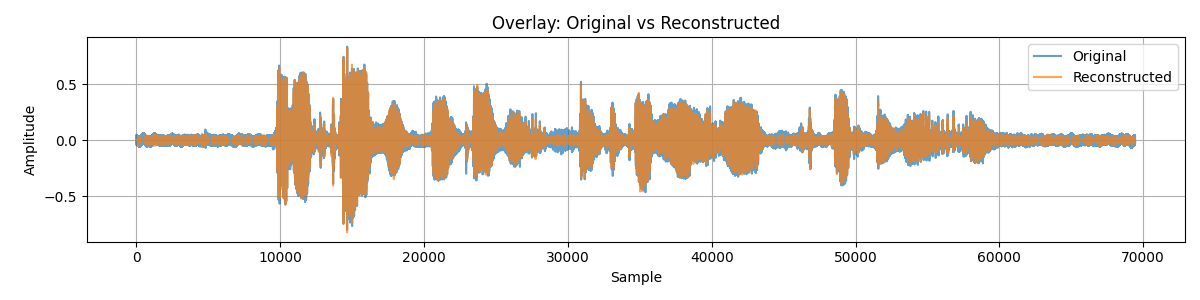 Overlay: Original vs Reconstructed
Original
Reconstructed
Amplitude
0.5
0.0
−0.5
0 10000 20000 30000 40000 50000 60000 70000
Sample